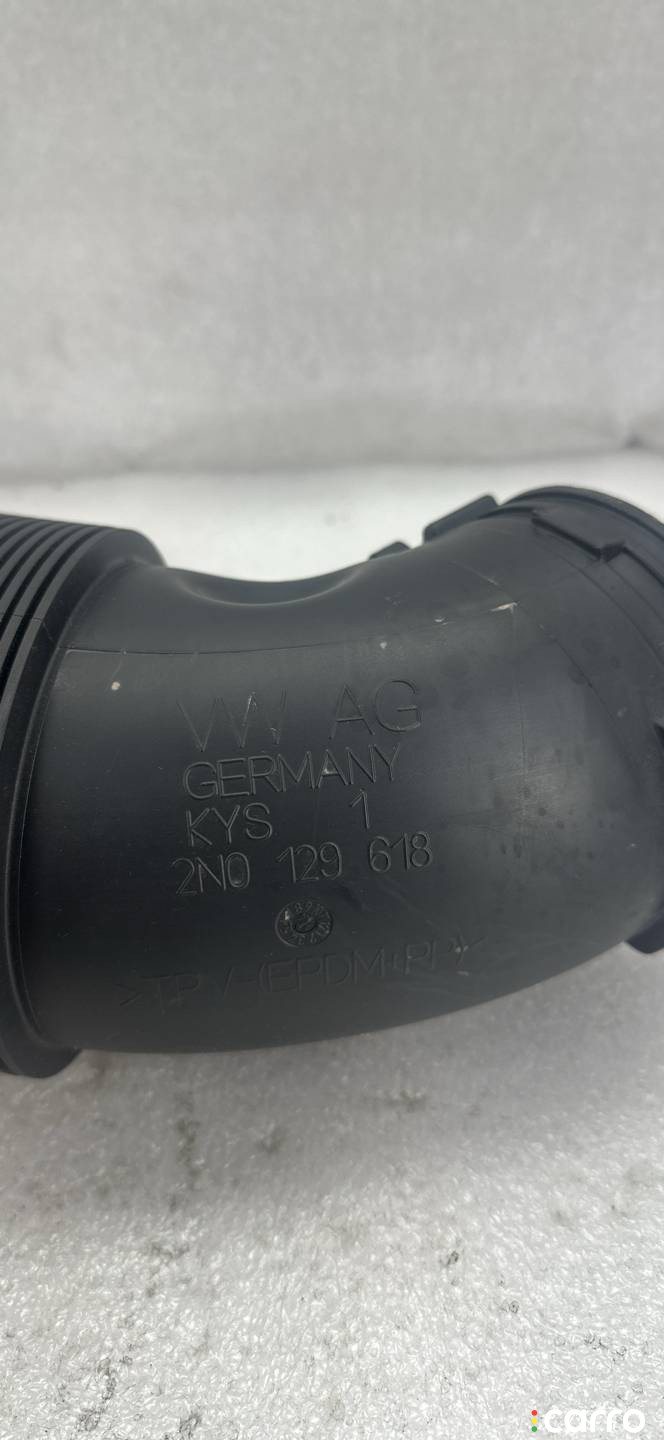 VW AG
GERMANY
KYS 1
2N0 129 618
>TPV-(EPDM+PP)<
carro